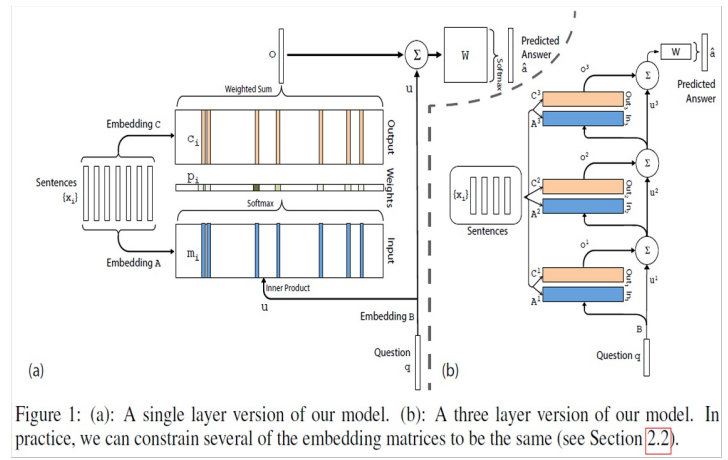 o
Σ
W
Softmax
Predicted
Answer
â
u
Weighted Sum
Embedding C
c_i
Output
Sentences
{x_i}
p_i
Weights
Softmax
m_i
Input
Embedding A
Inner Product
u
Embedding B
Question
q
(a)
W
â
Predicted
Answer
Σ
o³
u³
C³
Out₃
A³
In₃
Σ
o²
u²
C²
Out₂
A²
In₂
{x_i}
Sentences
Σ
o¹
u¹
C¹
Out₁
A¹
In₁
B
Question q
(b)
Figure 1: (a): A single layer version of our model. (b): A three layer version of our model. In
practice, we can constrain several of the embedding matrices to be the same (see Section 2.2).